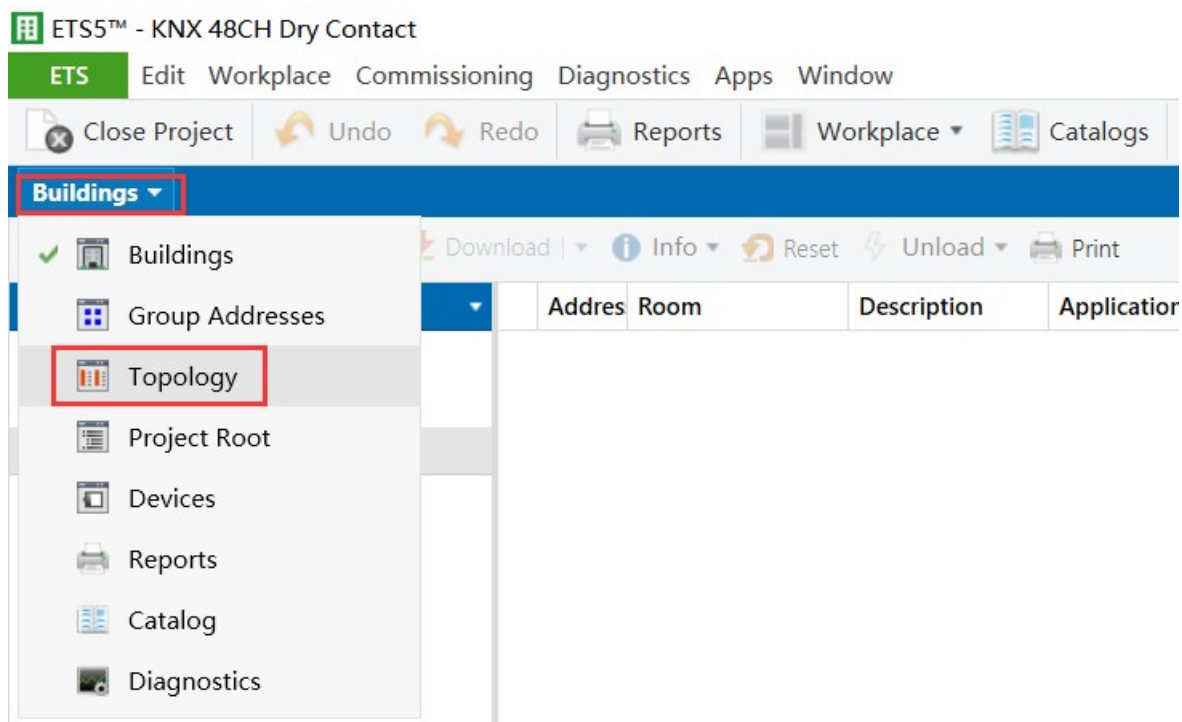 ETS5™ - KNX 48CH Dry Contact
ETS Edit Workplace Commissioning Diagnostics Apps Window
Close Project Undo Redo Reports Workplace Catalogs
Buildings
Buildings Download Info Reset Unload Print
Group Addresses Addres Room Description Application
Topology
Project Root
Devices
Reports
Catalog
Diagnostics